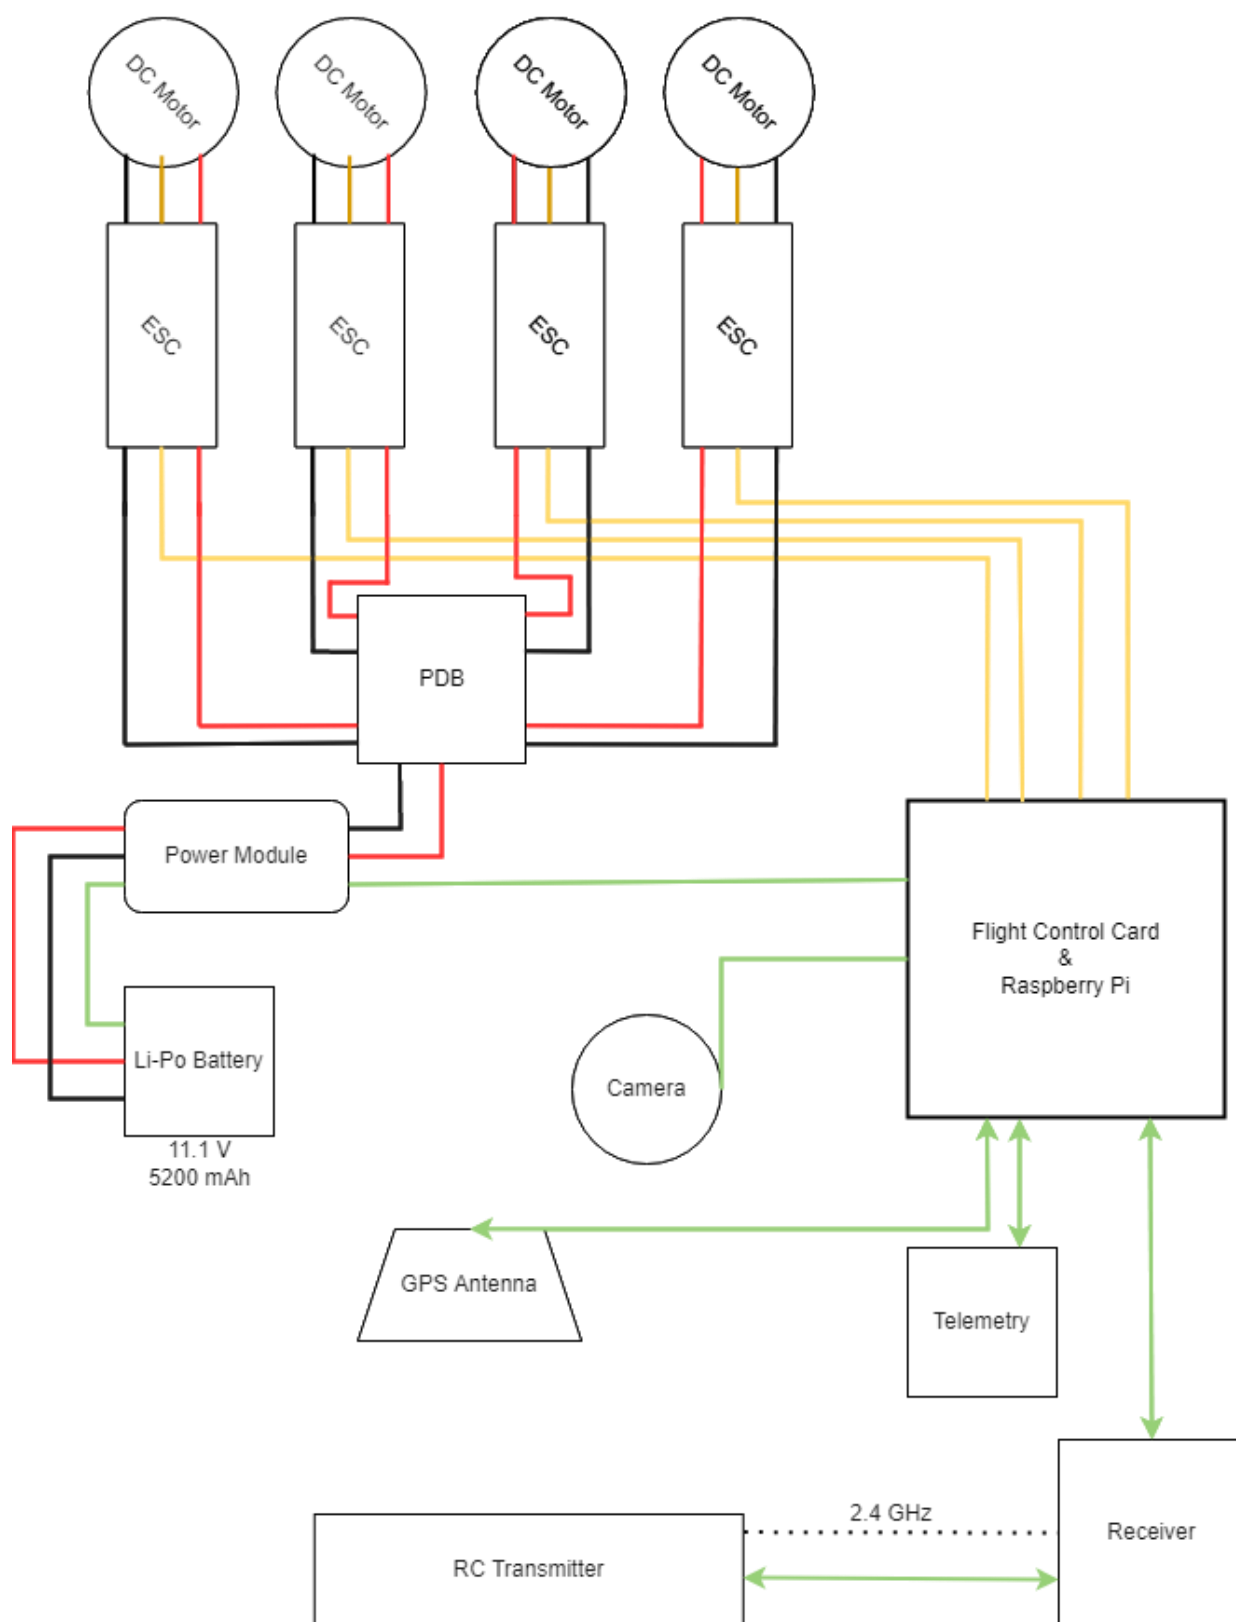 DC Motor
DC Motor
DC Motor
DC Motor
ESC
ESC
ESC
ESC
PDB
Power Module
Flight Control Card
&
Raspberry Pi
Li-Po Battery
11.1 V
5200 mAh
Camera
GPS Antenna
Telemetry
2.4 GHz
Receiver
RC Transmitter